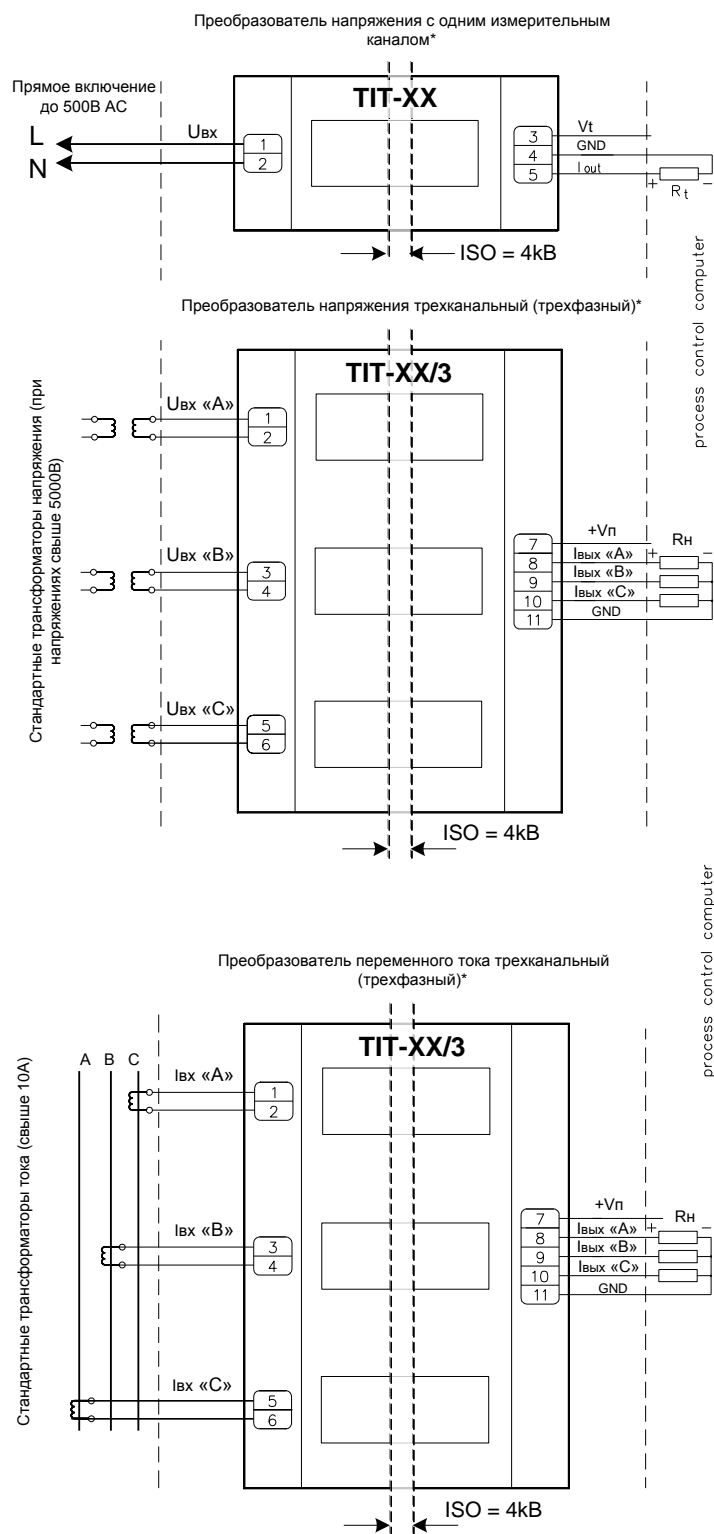 Преобразователь напряжения с одним измерительным
каналом*
Прямое включение
до 500В AC
TIT-XX
L
N
Uвх
1
2
3
4
5
Vt
GND
I out
+
Rt
−
ISO = 4kВ
process control computer
Преобразователь напряжения трехканальный (трехфазный)*
TIT-XX/3
Стандартные трансформаторы напряжения (при
напряжениях свыше 5000В)
Uвх «А»
1
2
Uвх «В»
3
4
Uвх «С»
5
6
7
8
9
10
11
+Vп
Iвых «А»
Iвых «В»
Iвых «С»
GND
+
Rн
−
ISO = 4kВ
process control computer
Преобразователь переменного тока трехканальный
(трехфазный)*
TIT-XX/3
Стандартные трансформаторы тока (свыше 10А)
А В С
Iвх «А»
1
2
Iвх «В»
3
4
Iвх «С»
5
6
7
8
9
10
11
+Vп
Iвых «А»
Iвых «В»
Iвых «С»
GND
+
Rн
−
ISO = 4kВ